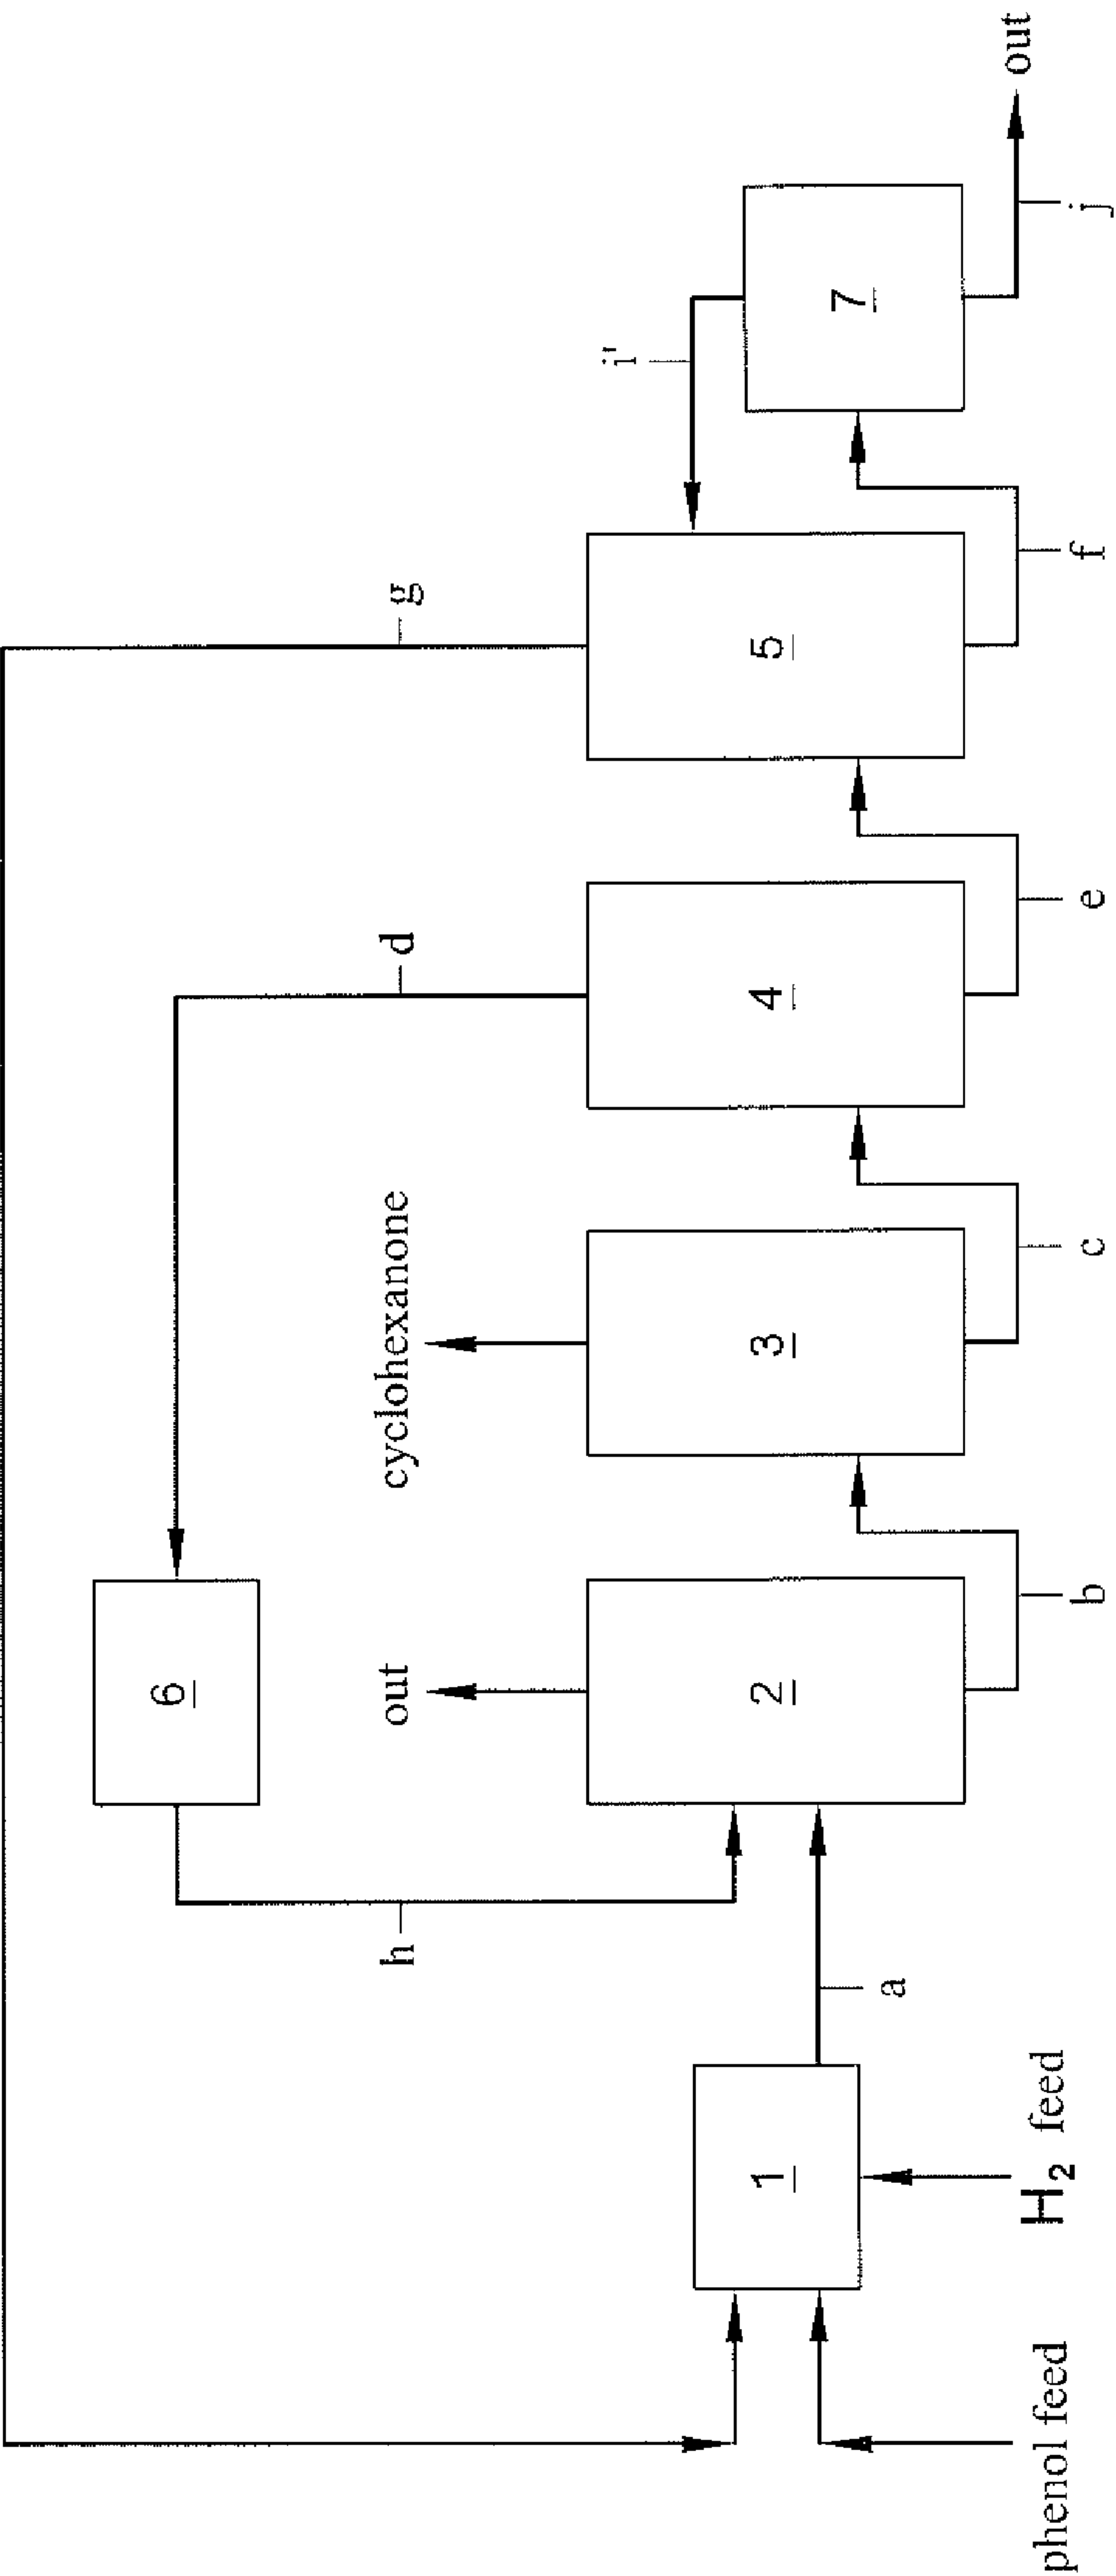 phenol feed
H₂ feed
1
a
h
6
out
2
b
cyclohexanone
3
c
d
4
e
g
5
f
i'
7
j
out